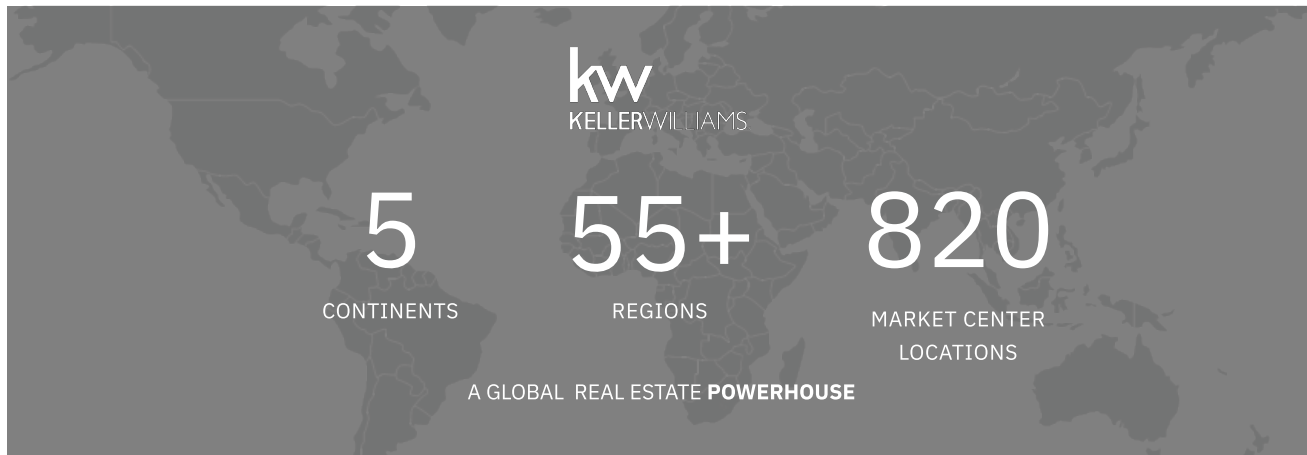 kw
KELLERWILLIAMS
5
CONTINENTS
55+
REGIONS
820
MARKET CENTER
LOCATIONS
A GLOBAL REAL ESTATE POWERHOUSE